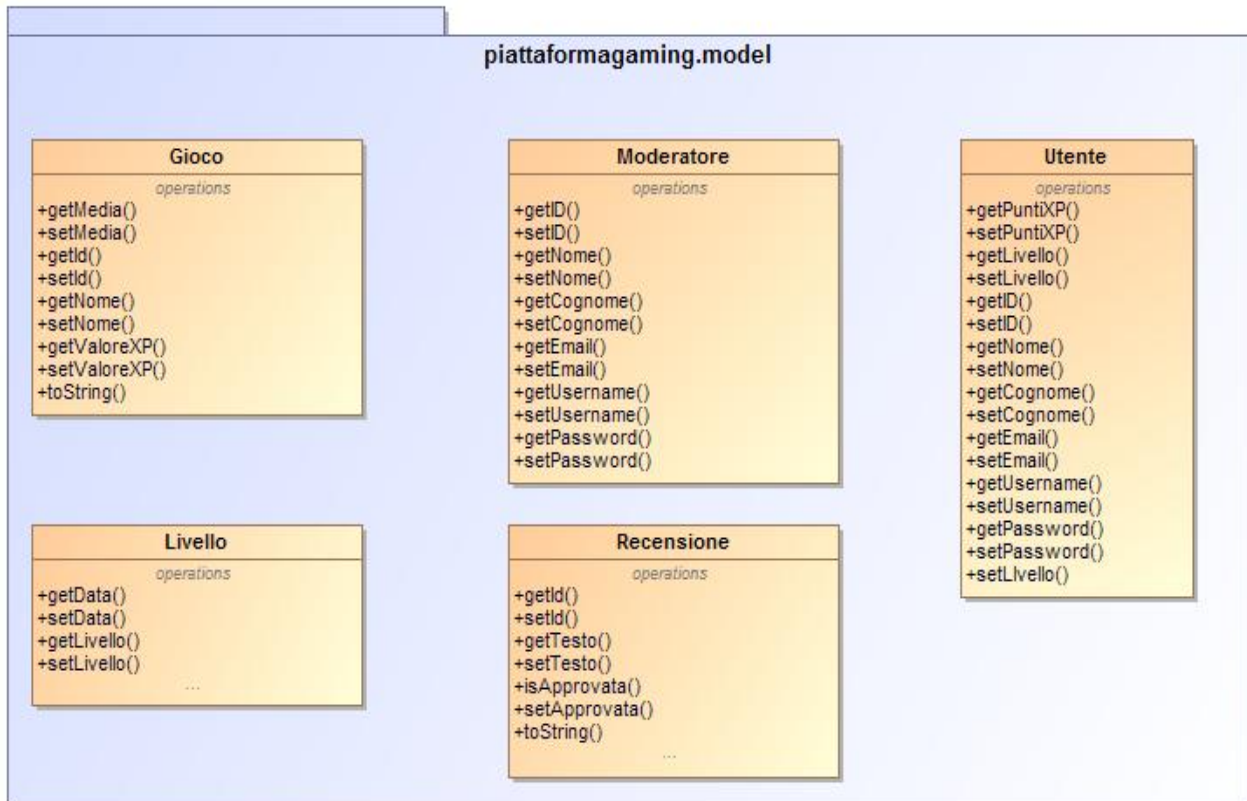 piattaformagaming.model
Gioco
operations
+getMedia()
+setMedia()
+getId()
+setId()
+getNome()
+setNome()
+getValoreXP()
+setValoreXP()
+toString()
Moderatore
operations
+getID()
+setID()
+getNome()
+setNome()
+getCognome()
+setCognome()
+getEmail()
+setEmail()
+getUsername()
+setUsername()
+getPassword()
+setPassword()
Utente
operations
+getPuntiXP()
+setPuntiXP()
+getLivello()
+setLivello()
+getID()
+setID()
+getNome()
+setNome()
+getCognome()
+setCognome()
+getEmail()
+setEmail()
+getUsername()
+setUsername()
+getPassword()
+setPassword()
+setLIvello()
Livello
operations
+getData()
+setData()
+getLivello()
+setLivello()
...
Recensione
operations
+getId()
+setId()
+getTesto()
+setTesto()
+isApprovata()
+setApprovata()
+toString()
...